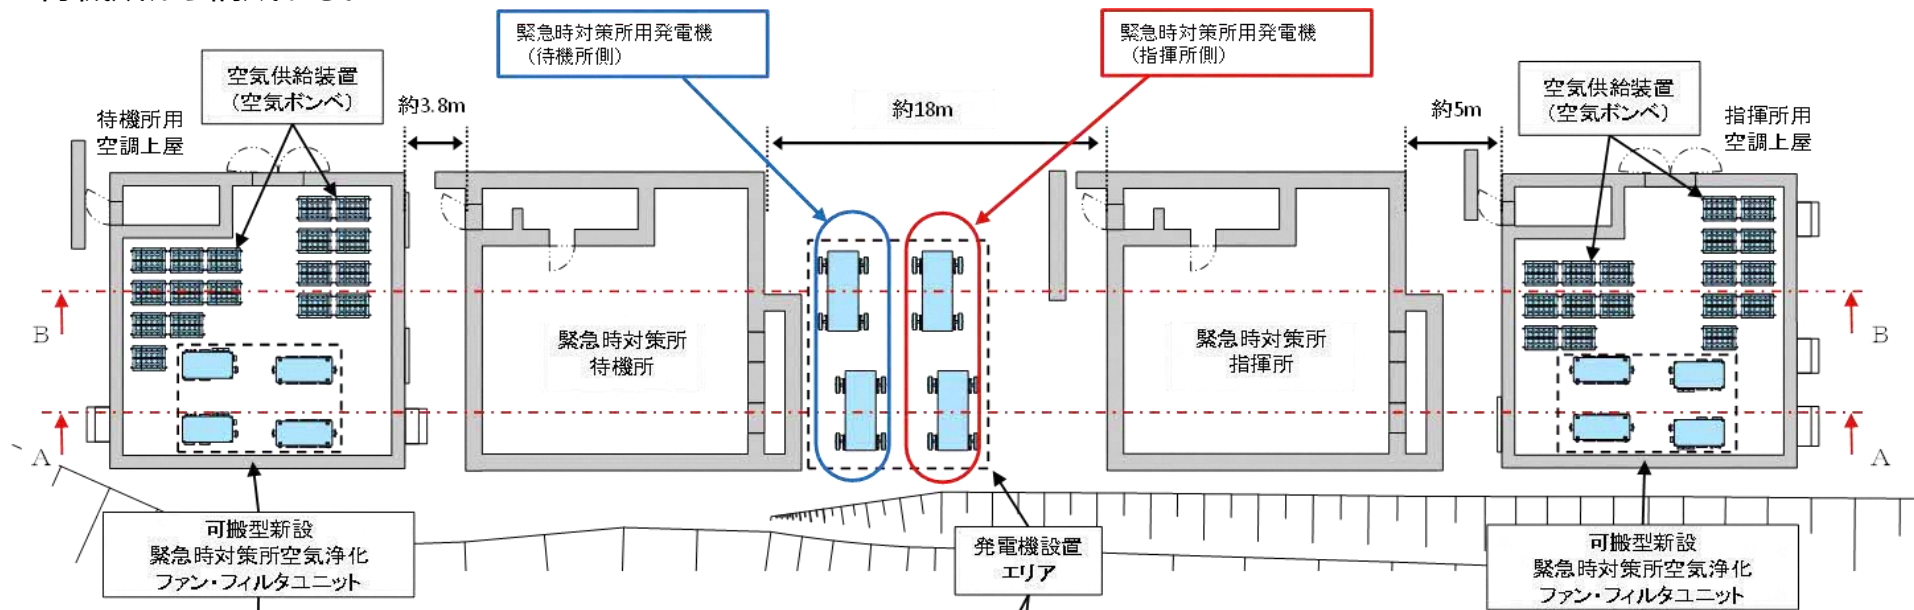 緊急時対策所用発電機
（待機所側）
緊急時対策所用発電機
（指揮所側）
空気供給装置
（空気ボンベ）
空気供給装置
（空気ボンベ）
待機所用
空調上屋
約3.8m
約18m
約5m
指揮所用
空調上屋
B
B
緊急時対策所
待機所
緊急時対策所
指揮所
A
A
可搬型新設
緊急時対策所空気浄化
ファン・フィルタユニット
発電機設置
エリア
可搬型新設
緊急時対策所空気浄化
ファン・フィルタユニット